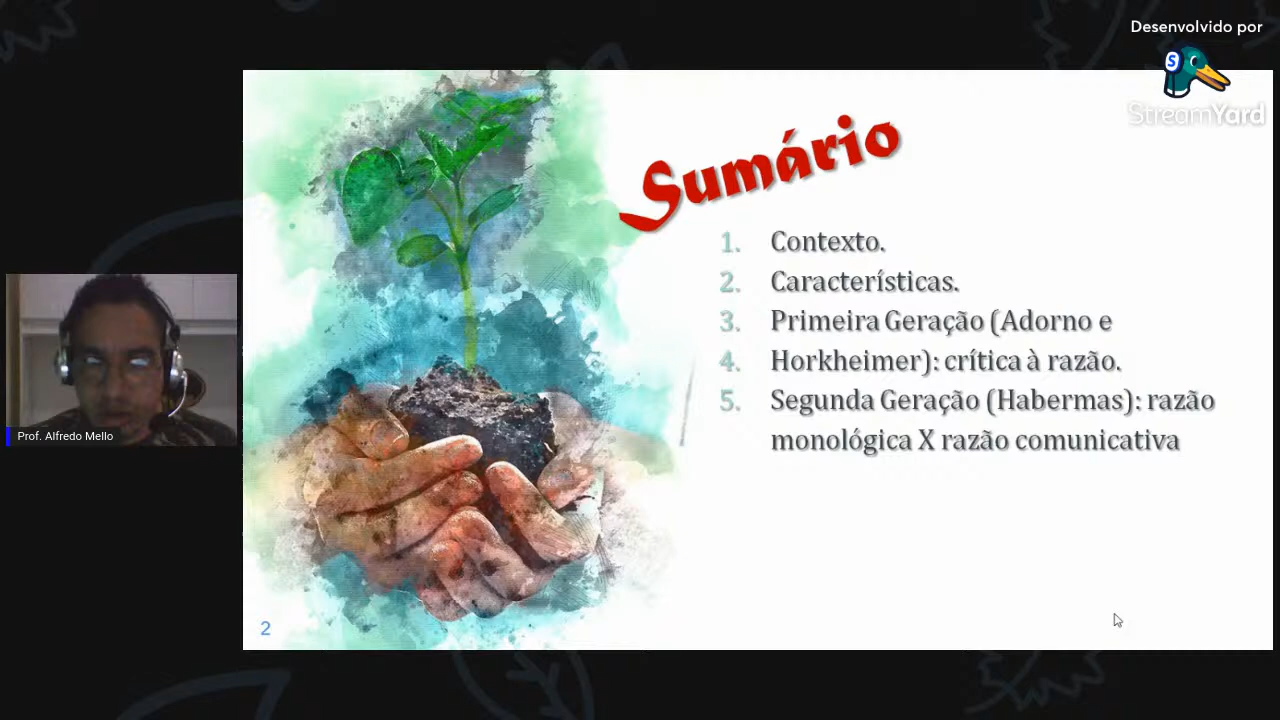 Desenvolvido por
S
StreamYard
Sumário
1. Contexto.
2. Características.
3. Primeira Geração (Adorno e
4. Horkheimer): crítica à razão.
5. Segunda Geração (Habermas): razão
monológica X razão comunicativa
Prof. Alfredo Mello
2